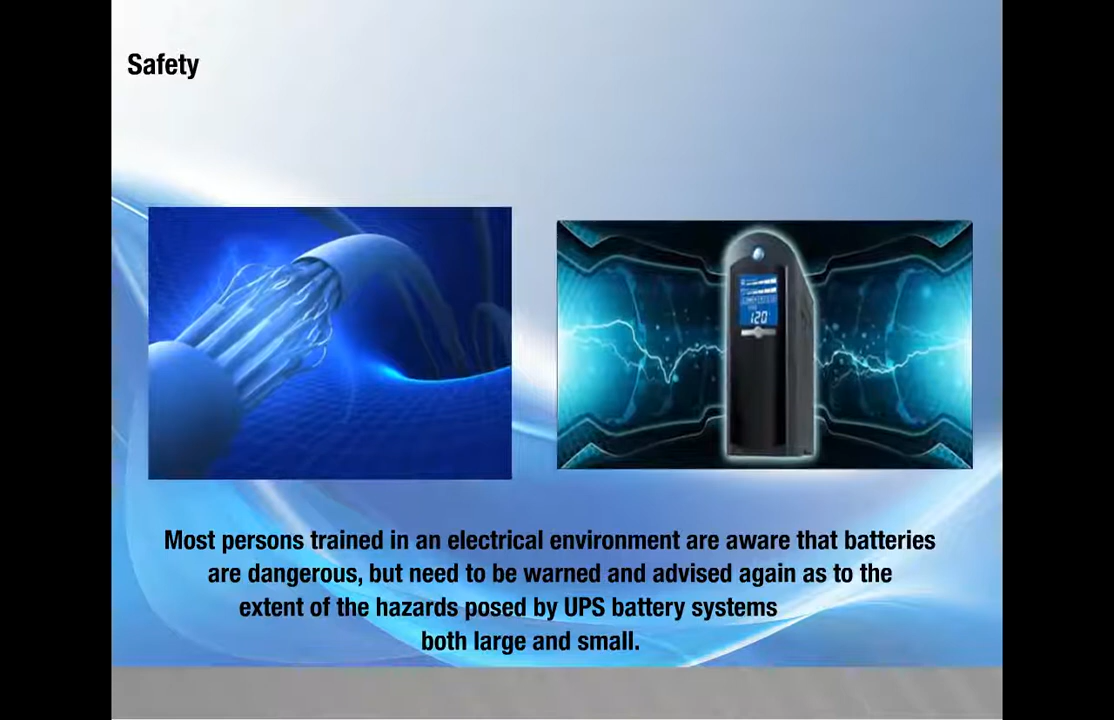 Safety
120
Most persons trained in an electrical environment are aware that batteries
are dangerous, but need to be warned and advised again as to the
extent of the hazards posed by UPS battery systems
both large and small.